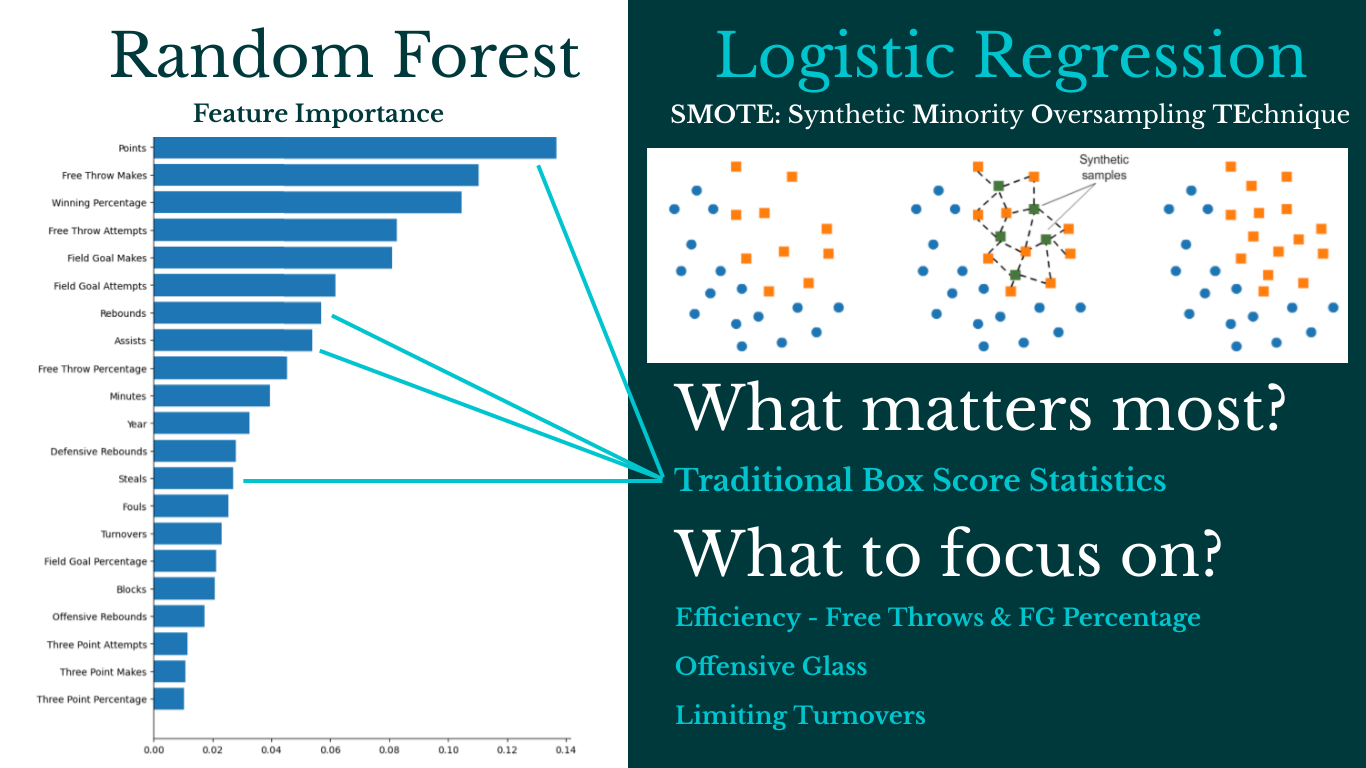 Random Forest
Feature Importance
Points
Free Throw Makes
Winning Percentage
Free Throw Attempts
Field Goal Makes
Field Goal Attempts
Rebounds
Assists
Free Throw Percentage
Minutes
Year
Defensive Rebounds
Steals
Fouls
Turnovers
Field Goal Percentage
Blocks
Offensive Rebounds
Three Point Attempts
Three Point Makes
Three Point Percentage
0.00 0.02 0.04 0.06 0.08 0.10 0.12 0.14
Logistic Regression
SMOTE: Synthetic Minority Oversampling TEchnique
Synthetic
samples
What matters most?
Traditional Box Score Statistics
What to focus on?
Efficiency - Free Throws & FG Percentage
Offensive Glass
Limiting Turnovers